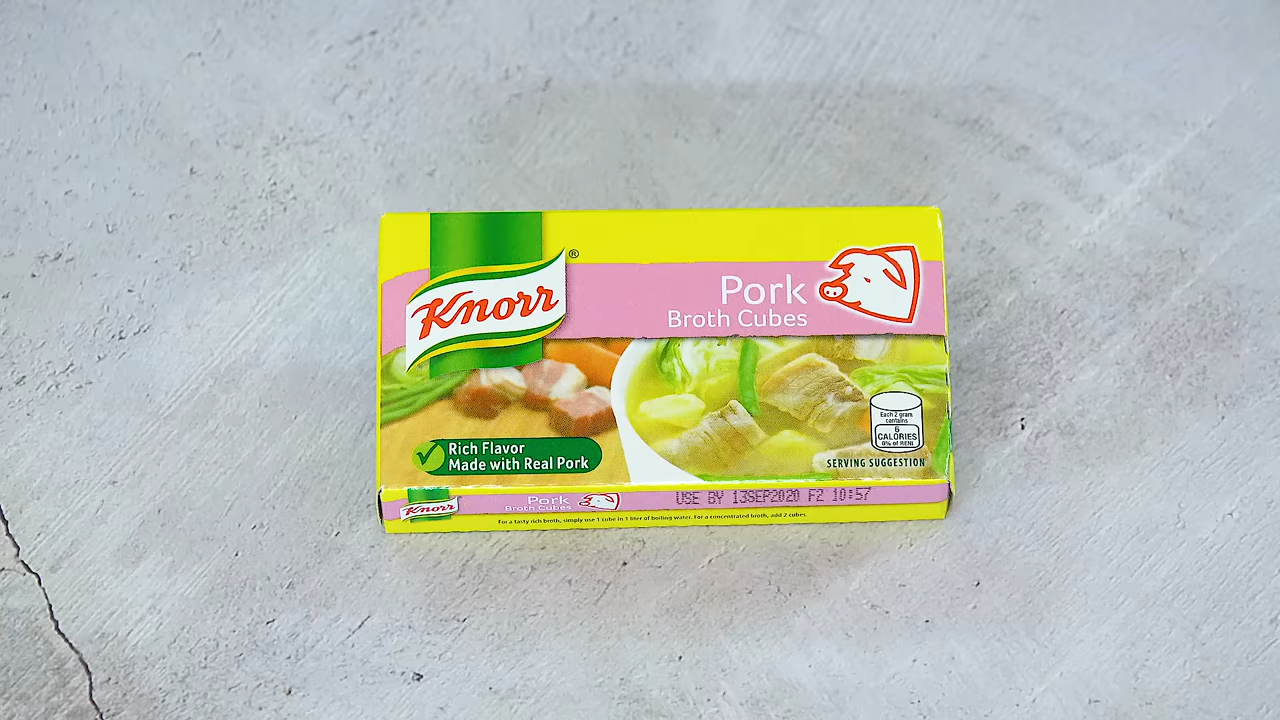 Knorr®
Pork
Broth Cubes
Each 2 gram
contains
6
CALORIES
0% of RENI
SERVING SUGGESTION
Rich Flavor
Made with Real Pork
Knorr
Pork
Broth Cubes
USE BY 13SEP2020 F2 10:57
For a tasty rich broth, simply use 1 cube in 1 liter of boiling water. For a concentrated broth, add 2 cubes.